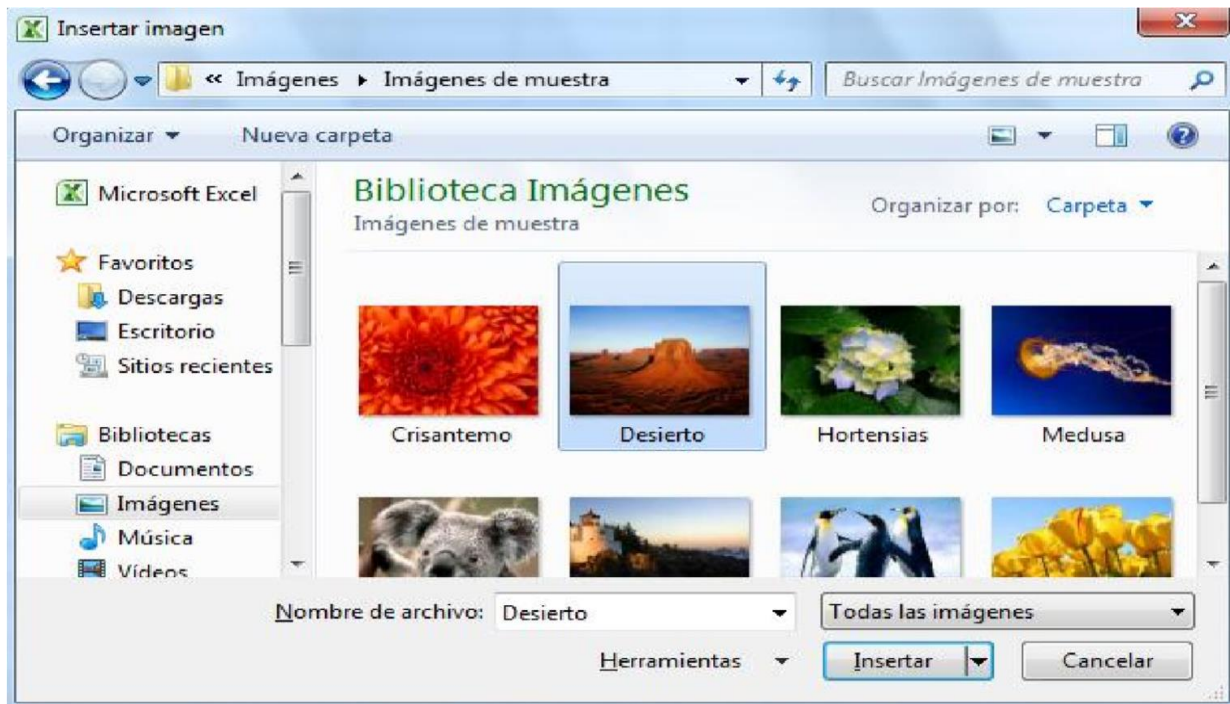 Insertar imagen
« Imágenes ▸ Imágenes de muestra
Buscar Imágenes de muestra
Organizar
Nueva carpeta
Microsoft Excel
Favoritos
Descargas
Escritorio
Sitios recientes
Bibliotecas
Documentos
Imágenes
Música
Vídeos
Biblioteca Imágenes
Imágenes de muestra
Organizar por: Carpeta
Crisantemo
Desierto
Hortensias
Medusa
Nombre de archivo: Desierto
Todas las imágenes
Herramientas
Insertar
Cancelar